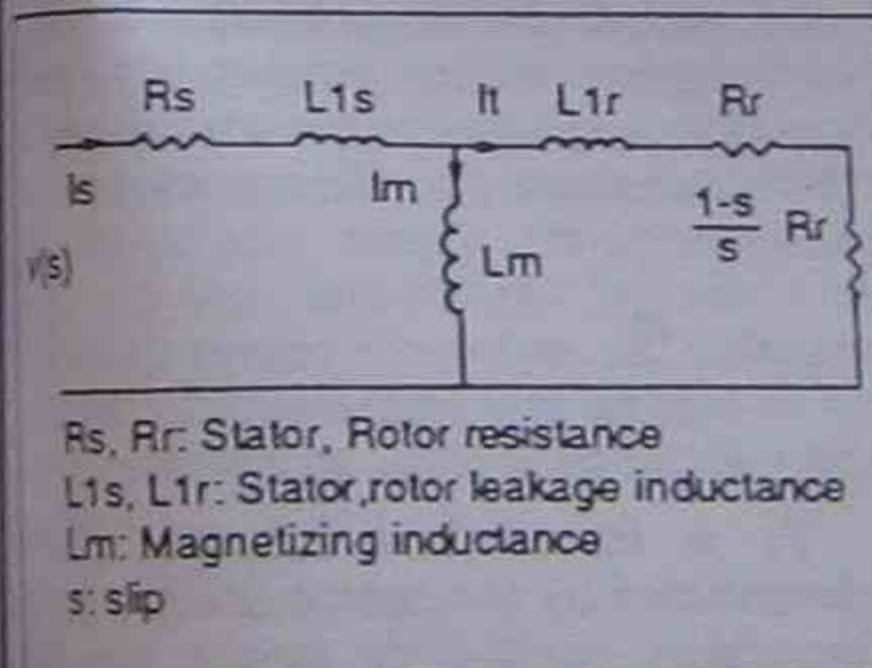 Rs L1s It L1r Rr
Is Im 1-s
s Rr
v(s) Lm
Rs, Rr: Stator, Rotor resistance
L1s, L1r: Stator,rotor leakage inductance
Lm: Magnetizing inductance
s: slip